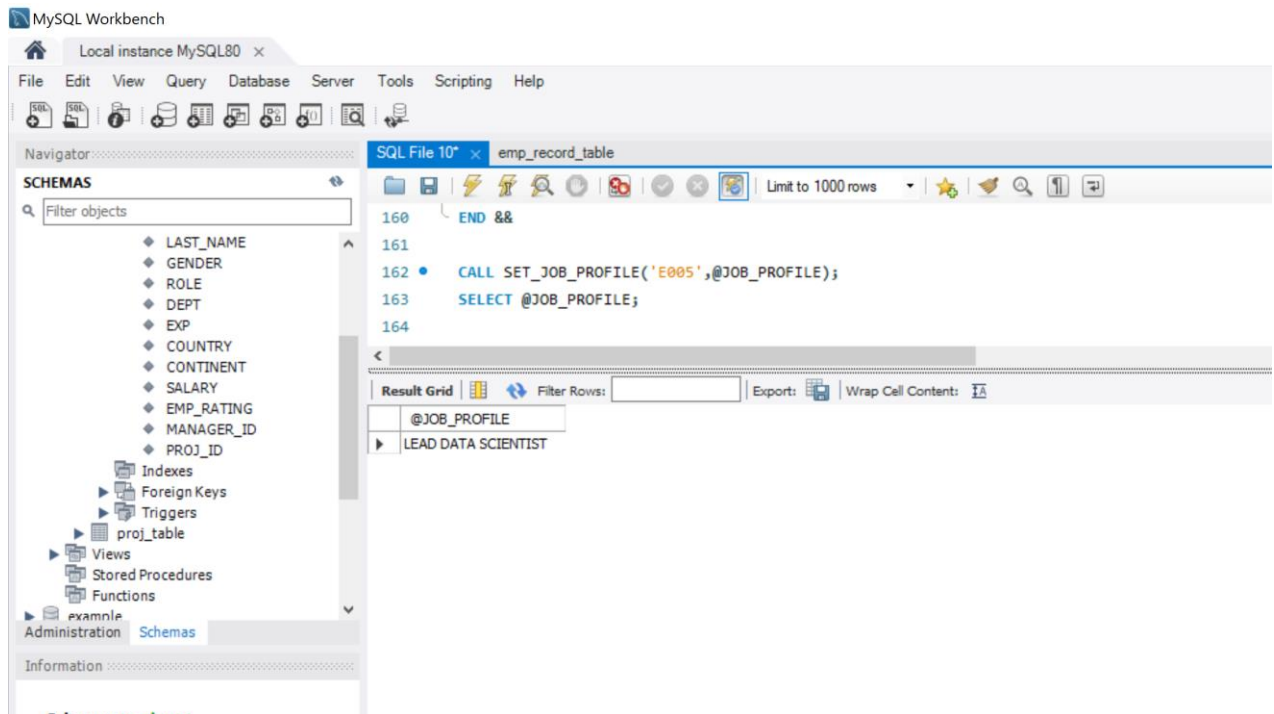 MySQL Workbench
Local instance MySQL80 ×
File Edit View Query Database Server Tools Scripting Help
Navigator
SCHEMAS
Filter objects
LAST_NAME
GENDER
ROLE
DEPT
EXP
COUNTRY
CONTINENT
SALARY
EMP_RATING
MANAGER_ID
PROJ_ID
Indexes
Foreign Keys
Triggers
proj_table
Views
Stored Procedures
Functions
example
Administration Schemas
Information
SQL File 10* × emp_record_table
Limit to 1000 rows
160 END &&
161
162 CALL SET_JOB_PROFILE('E005',@JOB_PROFILE);
163 SELECT @JOB_PROFILE;
164
Result Grid Filter Rows: Export: Wrap Cell Content:
@JOB_PROFILE
LEAD DATA SCIENTIST